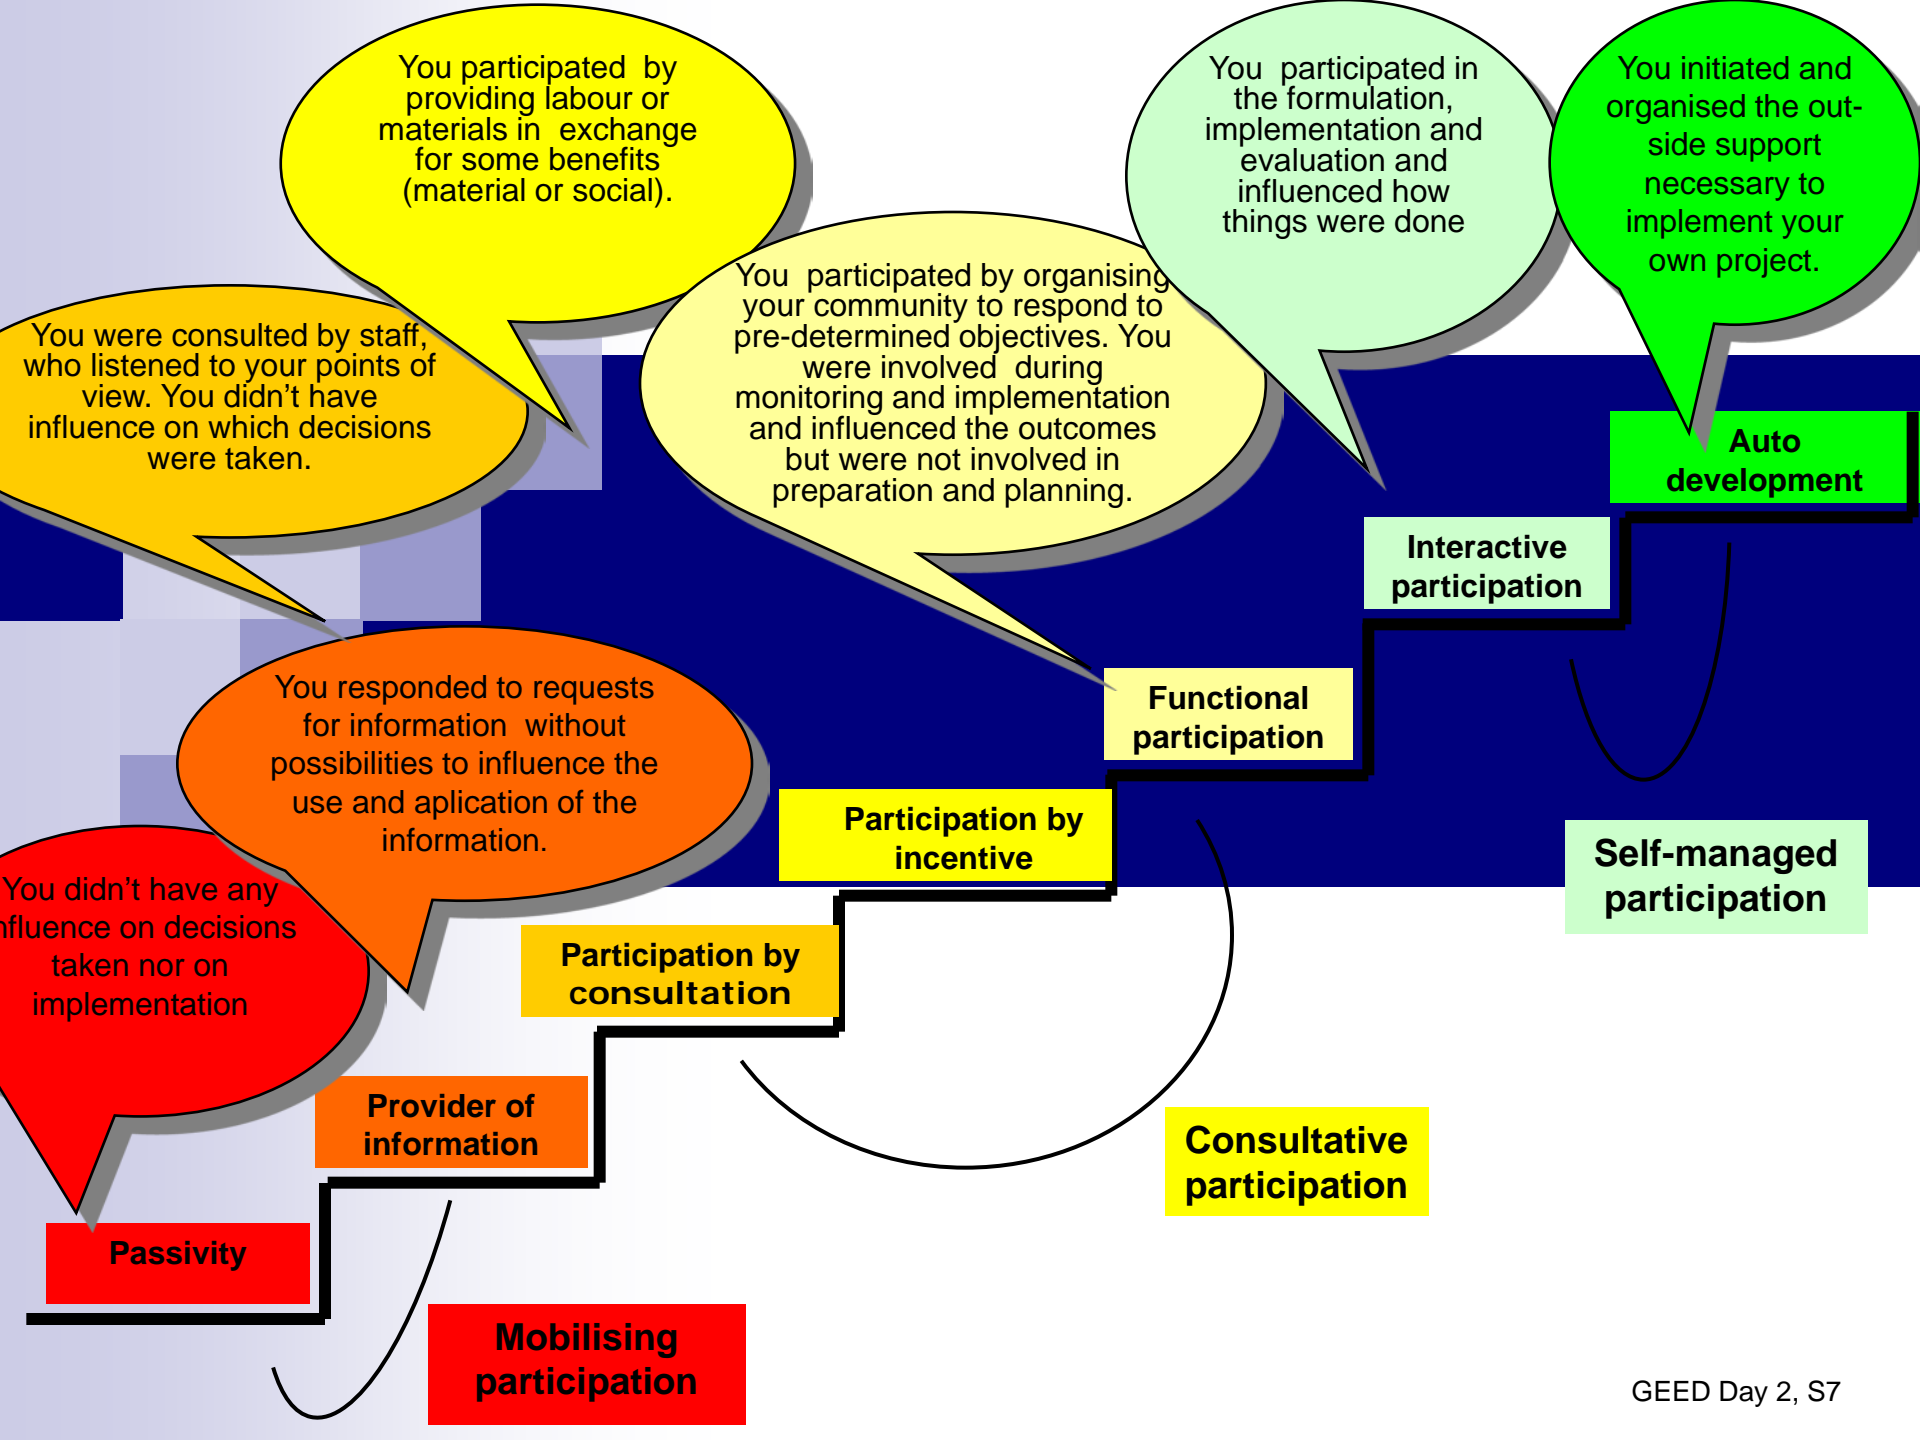 You participated by
providing labour or
materials in exchange
for some benefits
(material or social).
You participated in
the formulation,
implementation and
evaluation and
influenced how
things were done
You initiated and
organised the out-
side support
necessary to
implement your
own project.
You were consulted by staff,
who listened to your points of
view. You didn't have
influence on which decisions
were taken.
You participated by organising
your community to respond to
pre-determined objectives. You
were involved during
monitoring and implementation
and influenced the outcomes
but were not involved in
preparation and planning.
Auto
development
Interactive
participation
You responded to requests
for information without
possibilities to influence the
use and aplication of the
information.
Functional
participation
Participation by
incentive
Self-managed
participation
You didn't have any
nfluence on decisions
taken nor on
implementation
Participation by
consultation
Provider of
information
Consultative
participation
Passivity
Mobilising
participation
GEED Day 2, S7